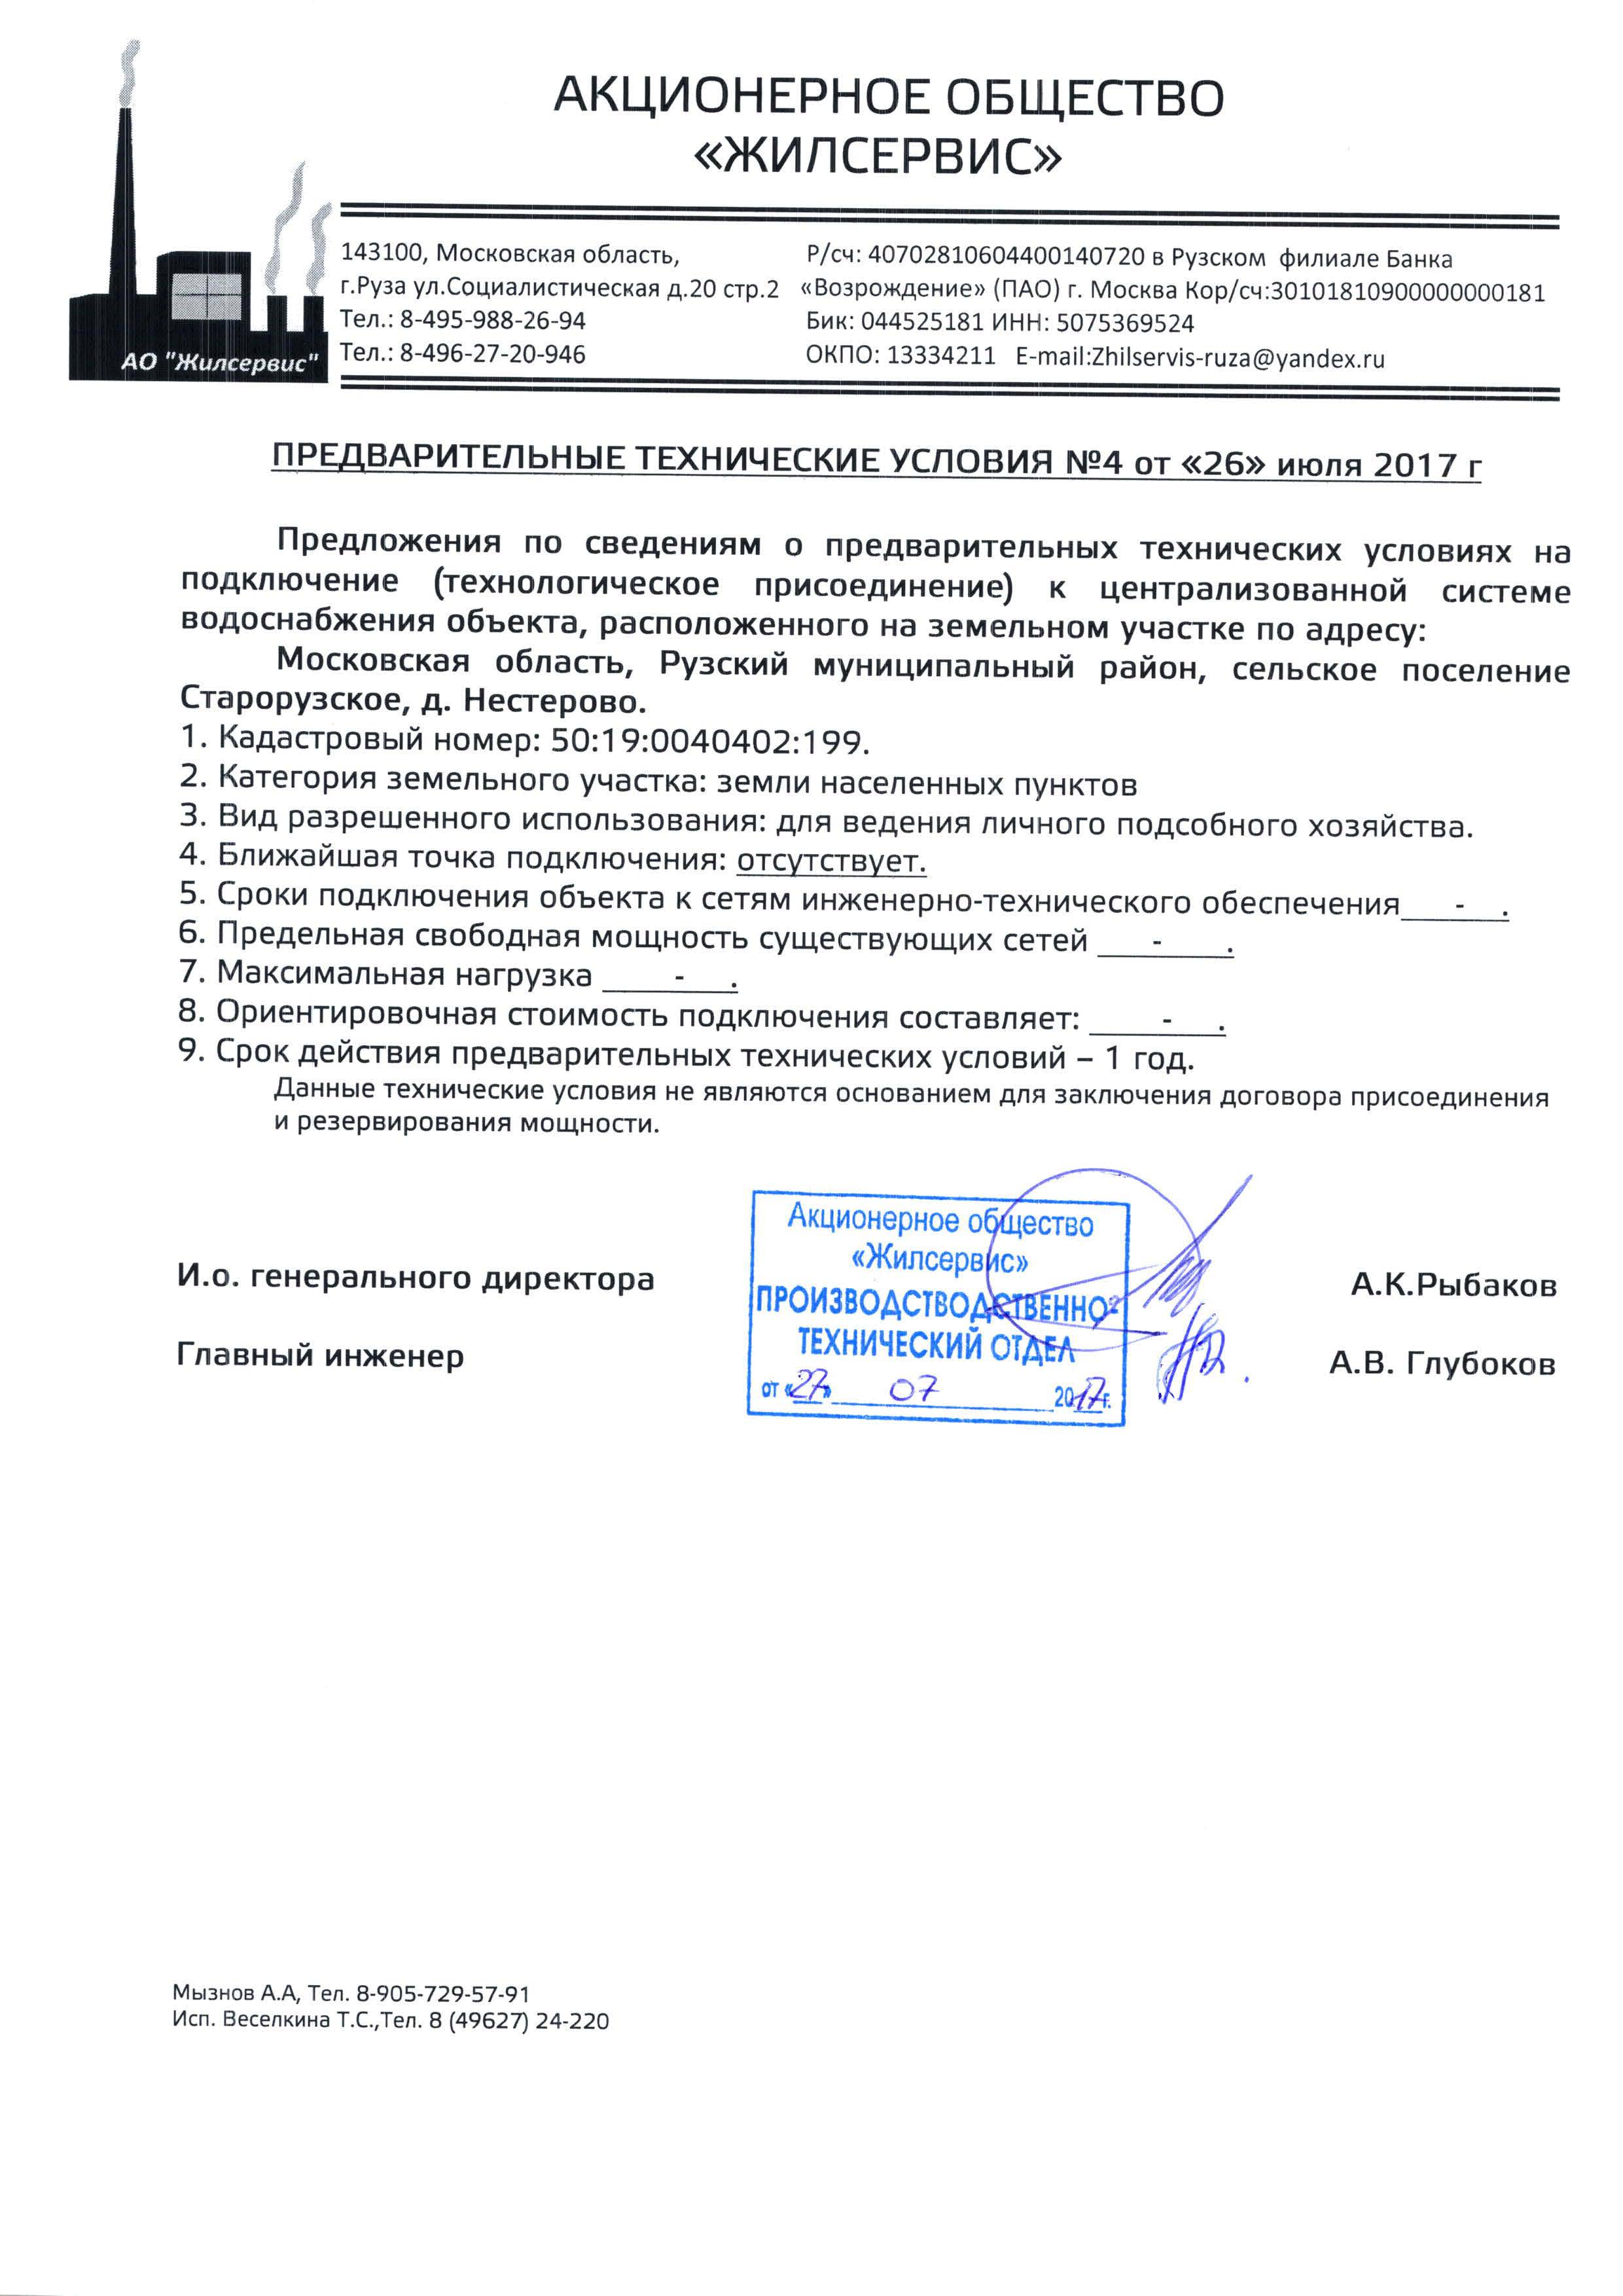 АКЦИОНЕРНОЕ ОБЩЕСТВО
«ЖИЛСЕРВИС»
АО "Жилсервис"
143100, Московская область,
г.Руза ул.Социалистическая д.20 стр.2
Тел.: 8-495-988-26-94
Тел.: 8-496-27-20-946
Р/сч: 40702810604400140720 в Рузском филиале Банка
«Возрождение» (ПАО) г. Москва Кор/сч:30101810900000000181
Бик: 044525181 ИНН: 5075369524
ОКПО: 13334211 E-mail:Zhilservis-ruza@yandex.ru
ПРЕДВАРИТЕЛЬНЫЕ ТЕХНИЧЕСКИЕ УСЛОВИЯ №4 от «26» июля 2017 г
Предложения по сведениям о предварительных технических условиях на
подключение (технологическое присоединение) к централизованной системе
водоснабжения объекта, расположенного на земельном участке по адресу:
Московская область, Рузский муниципальный район, сельское поселение
Старорузское, д. Нестерово.
1. Кадастровый номер: 50:19:0040402:199.
2. Категория земельного участка: земли населенных пунктов
3. Вид разрешенного использования: для ведения личного подсобного хозяйства.
4. Ближайшая точка подключения: отсутствует.
5. Сроки подключения объекта к сетям инженерно-технического обеспечения - .
6. Предельная свободная мощность существующих сетей - .
7. Максимальная нагрузка - .
8. Ориентировочная стоимость подключения составляет: - .
9. Срок действия предварительных технических условий – 1 год.
Данные технические условия не являются основанием для заключения договора присоединения
и резервирования мощности.
И.о. генерального директора А.К.Рыбаков
Главный инженер А.В. Глубоков
Акционерное общество
«Жилсервис»
ПРОИЗВОДСТВОДСТВЕННО-
ТЕХНИЧЕСКИЙ ОТДЕЛ
от «27» 07 2017г.
Мызнов А.А, Тел. 8-905-729-57-91
Исп. Веселкина Т.С.,Тел. 8 (49627) 24-220